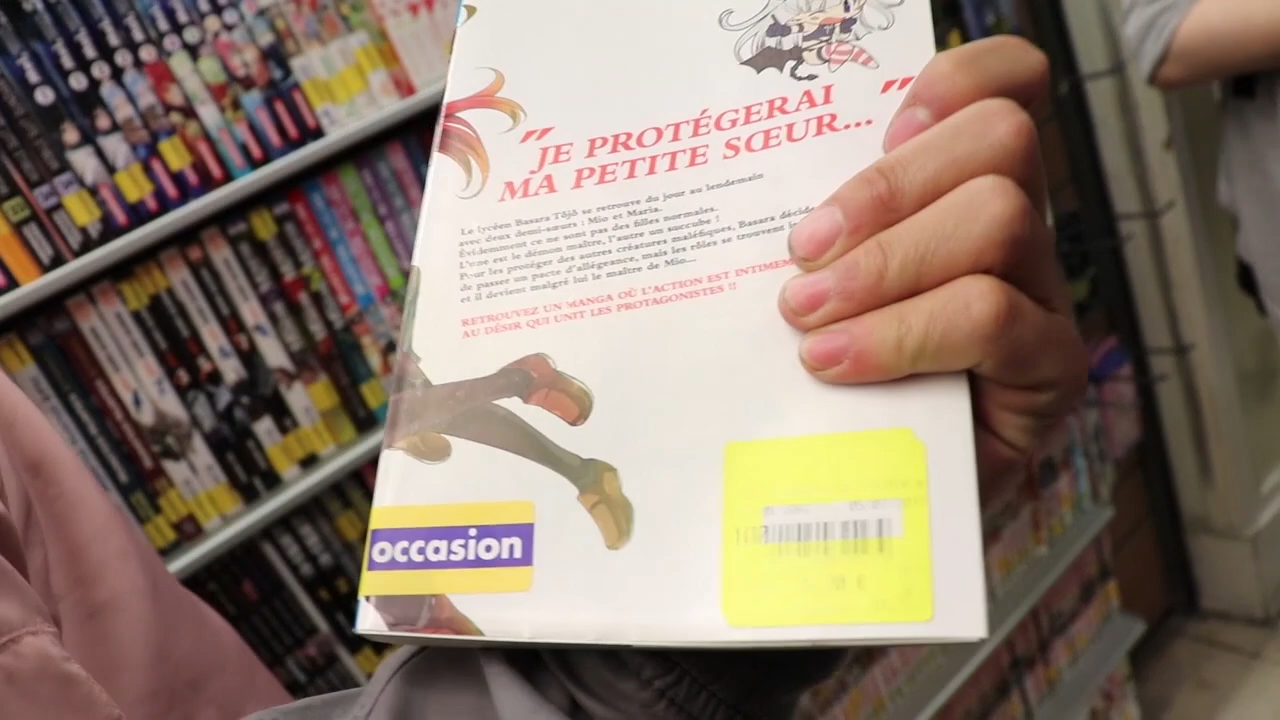 "JE PROTÉGERAI
MA PETITE SŒUR..."
Le lycéen Basara Tôjô se retrouve du jour au lendemain
avec deux demi-sœurs : Mio et Maria.
Évidemment ce ne sont pas des filles normales.
L'une est le démon maître, l'autre un succube !
Pour les protéger des autres créatures maléfiques, Basara décide
de passer un pacte d'allégeance, mais les rôles se trouvent
et il devient malgré lui le maître de Mio...
RETROUVEZ UN MANGA OÙ L'ACTION EST
AU DÉSIR QUI UNIT LES PROTAGONISTES !!
occasion